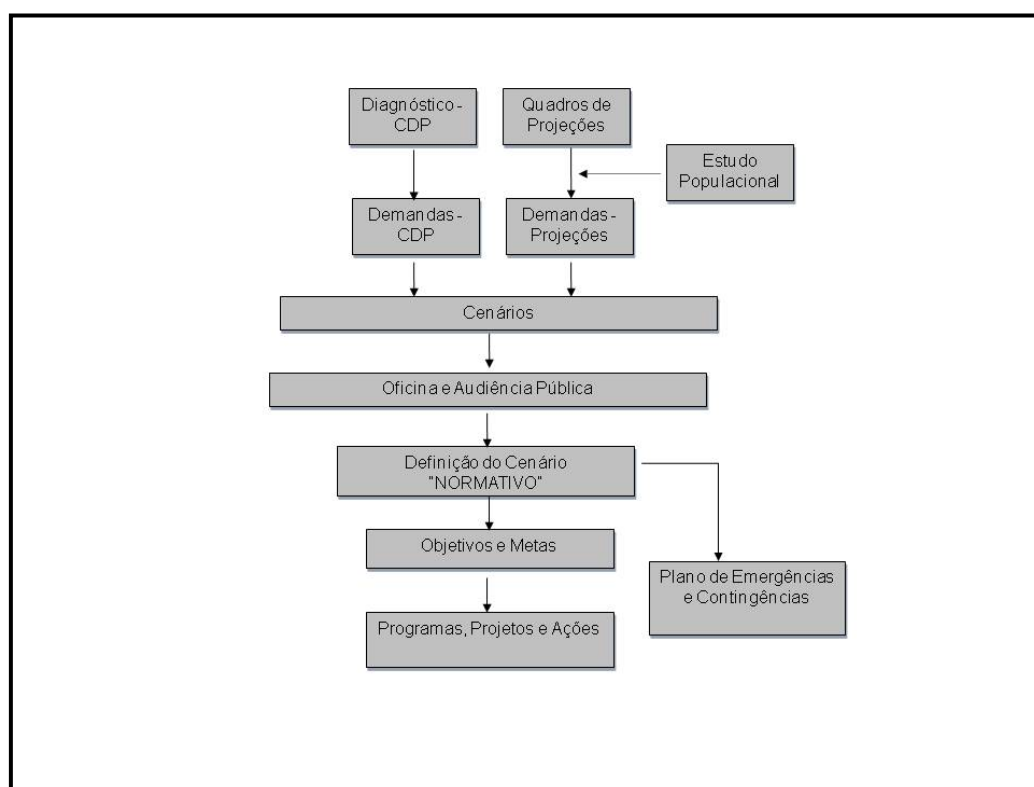 Diagnóstico -
CDP
Quadros de
Projeções
Estudo
Populacional
Demandas -
CDP
Demandas -
Projeções
Cenários
Oficina e Audiência Pública
Definição do Cenário
"NORMATIVO"
Objetivos e Metas
Plano de Emergências
e Contingências
Programas, Projetos e Ações